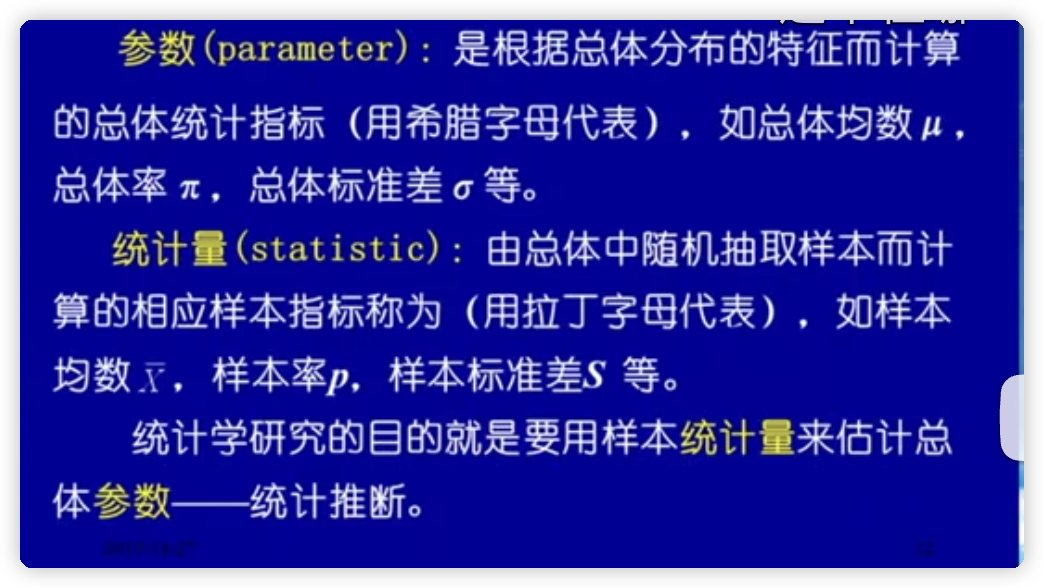 参数(parameter)：是根据总体分布的特征而计算
的总体统计指标（用希腊字母代表），如总体均数 μ，
总体率 π，总体标准差 σ 等。
统计量(statistic)：由总体中随机抽取样本而计
算的相应样本指标称为（用拉丁字母代表），如样本
均数 X̅，样本率p，样本标准差S 等。
统计学研究的目的就是要用样本统计量来估计总
体参数——统计推断。